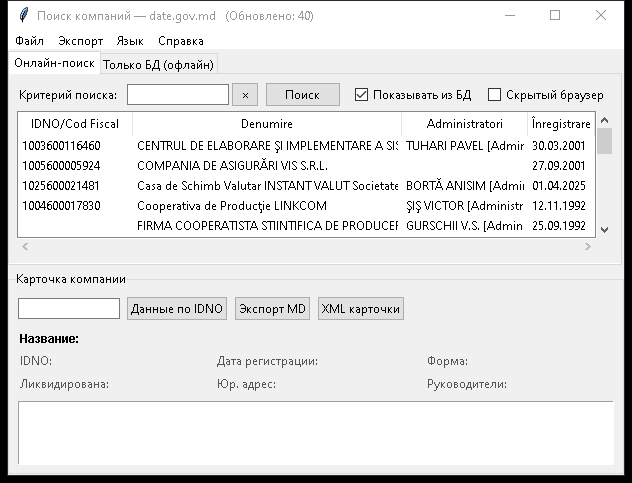 Поиск компаний — date.gov.md (Обновлено: 40)
Файл Экспорт Язык Справка
Онлайн-поиск Только БД (офлайн)
Критерий поиска: × Поиск Показывать из БД Скрытый браузер
IDNO/Cod Fiscal Denumire Administratori Înregistrare
1003600116460 CENTRUL DE ELABORARE ŞI IMPLEMENTARE A SIS TUHARI PAVEL [Admir 30.03.2001
1005600005924 COMPANIA DE ASIGURĂRI VIS S.R.L. 27.09.2001
1025600021481 Casa de Schimb Valutar INSTANT VALUT Societate BORTĂ ANISIM [Admii 01.04.2025
1004600017830 Cooperativa de Producţie LINKCOM ŞIŞ VICTOR [Administr 12.11.1992
FIRMA COOPERATISTA STIINTIFICA DE PRODUCER GURSCHII V.S. [Admin 25.09.1992
Карточка компании
Данные по IDNO Экспорт MD XML карточки
Название:
IDNO: Дата регистрации: Форма:
Ликвидирована: Юр. адрес: Руководители: